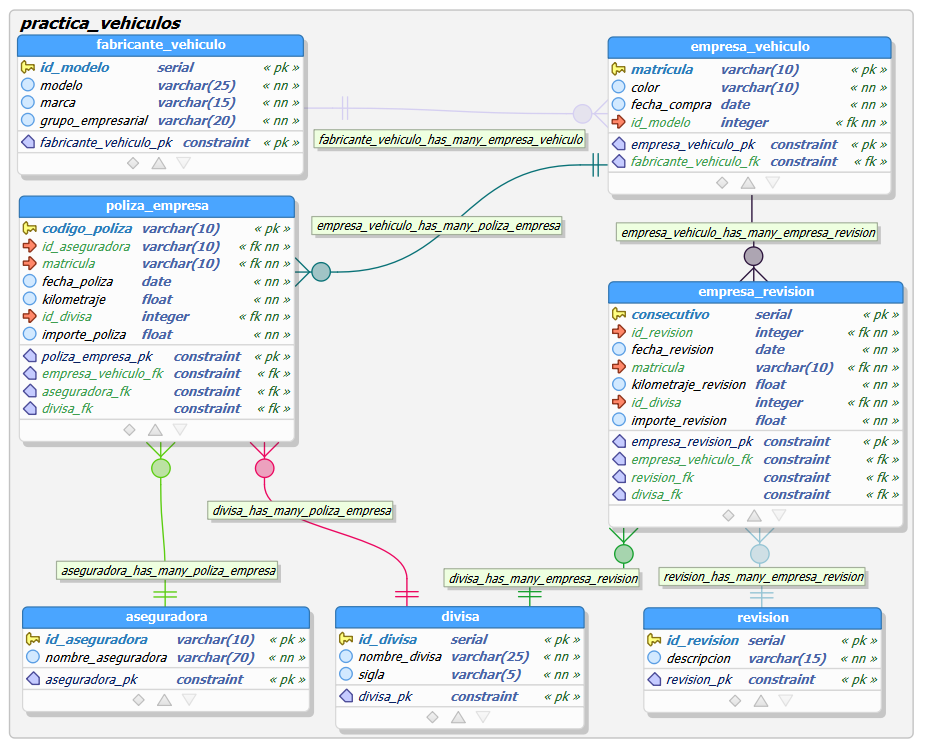 practica_vehiculos
fabricante_vehiculo
id_modelo serial « pk »
modelo varchar(25) « nn »
marca varchar(15) « nn »
grupo_empresarial varchar(20) « nn »
fabricante_vehiculo_pk constraint « pk »
empresa_vehiculo
matricula varchar(10) « pk »
color varchar(10) « nn »
fecha_compra date « nn »
id_modelo integer « fk nn »
empresa_vehiculo_pk constraint « pk »
fabricante_vehiculo_fk constraint « fk »
fabricante_vehiculo_has_many_empresa_vehiculo
poliza_empresa
codigo_poliza varchar(10) « pk »
id_aseguradora varchar(10) « fk nn »
matricula varchar(10) « fk nn »
fecha_poliza date « nn »
kilometraje float « nn »
id_divisa integer « fk nn »
importe_poliza float « nn »
poliza_empresa_pk constraint « pk »
empresa_vehiculo_fk constraint « fk »
aseguradora_fk constraint « fk »
divisa_fk constraint « fk »
empresa_vehiculo_has_many_poliza_empresa
empresa_vehiculo_has_many_empresa_revision
empresa_revision
consecutivo serial « pk »
id_revision integer « fk nn »
fecha_revision date « nn »
matricula varchar(10) « fk nn »
kilometraje_revision float « nn »
id_divisa integer « fk nn »
importe_revision float « nn »
empresa_revision_pk constraint « pk »
empresa_vehiculo_fk constraint « fk »
revision_fk constraint « fk »
divisa_fk constraint « fk »
divisa_has_many_poliza_empresa
aseguradora_has_many_poliza_empresa
divisa_has_many_empresa_revision
revision_has_many_empresa_revision
aseguradora
id_aseguradora varchar(10) « pk »
nombre_aseguradora varchar(70) « nn »
aseguradora_pk constraint « pk »
divisa
id_divisa serial « pk »
nombre_divisa varchar(25) « nn »
sigla varchar(5) « nn »
divisa_pk constraint « pk »
revision
id_revision serial « pk »
descripcion varchar(15) « nn »
revision_pk constraint « pk »